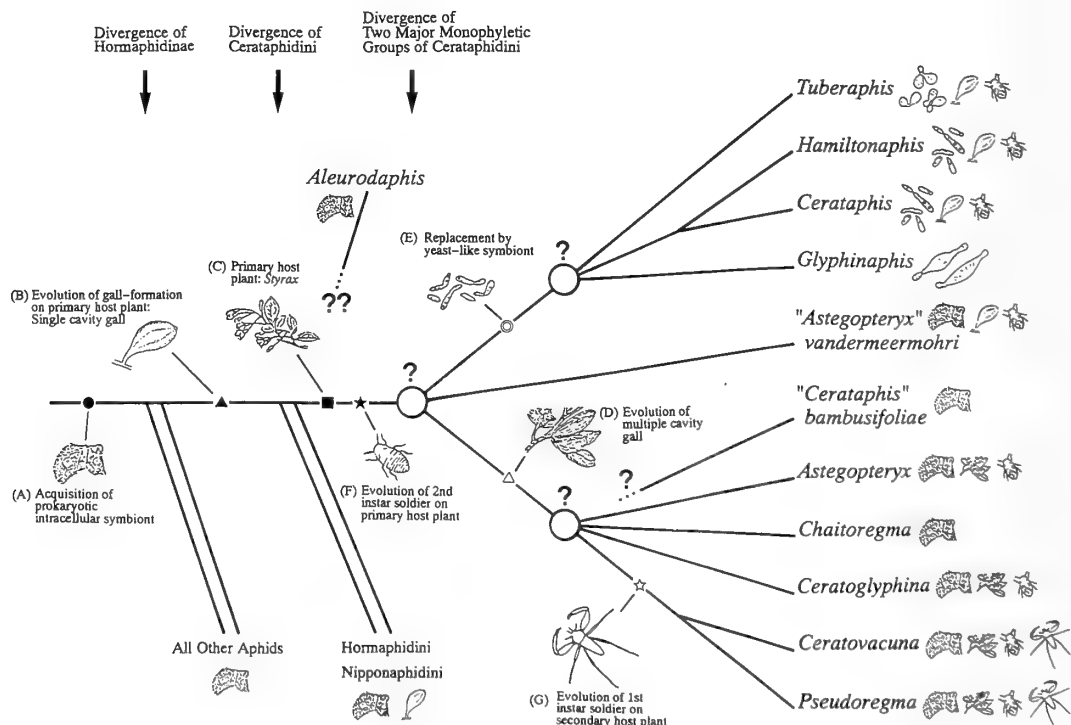 Divergence of
Hormaphidinae
Divergence of
Cerataphidini
Divergence of
Two Major Monophyletic
Groups of Cerataphidini
Tuberaphis
Hamiltonaphis
Aleurodaphis
Cerataphis
(E) Replacement by
yeast-like symbiont
?
(C) Primary host
plant: Styrax
Glyphinaphis
(B) Evolution of gall-formation
on primary host plant:
Single cavity gall
??
"Astegopteryx"
vandermeermohri
?
"Cerataphis"
bambusifoliae
(D) Evolution of
multiple cavity
gall
?
Astegopteryx
(A) Acquisition of
prokaryotic
intracellular symbiont
(F) Evolution of 2nd
instar soldier on
primary host plant
?
Chaitoregma
Ceratoglyphina
All Other Aphids
Hormaphidini
Nipponaphidini
Ceratovacuna
(G) Evolution of 1st
instar soldier on
secondary host plant
Pseudoregma